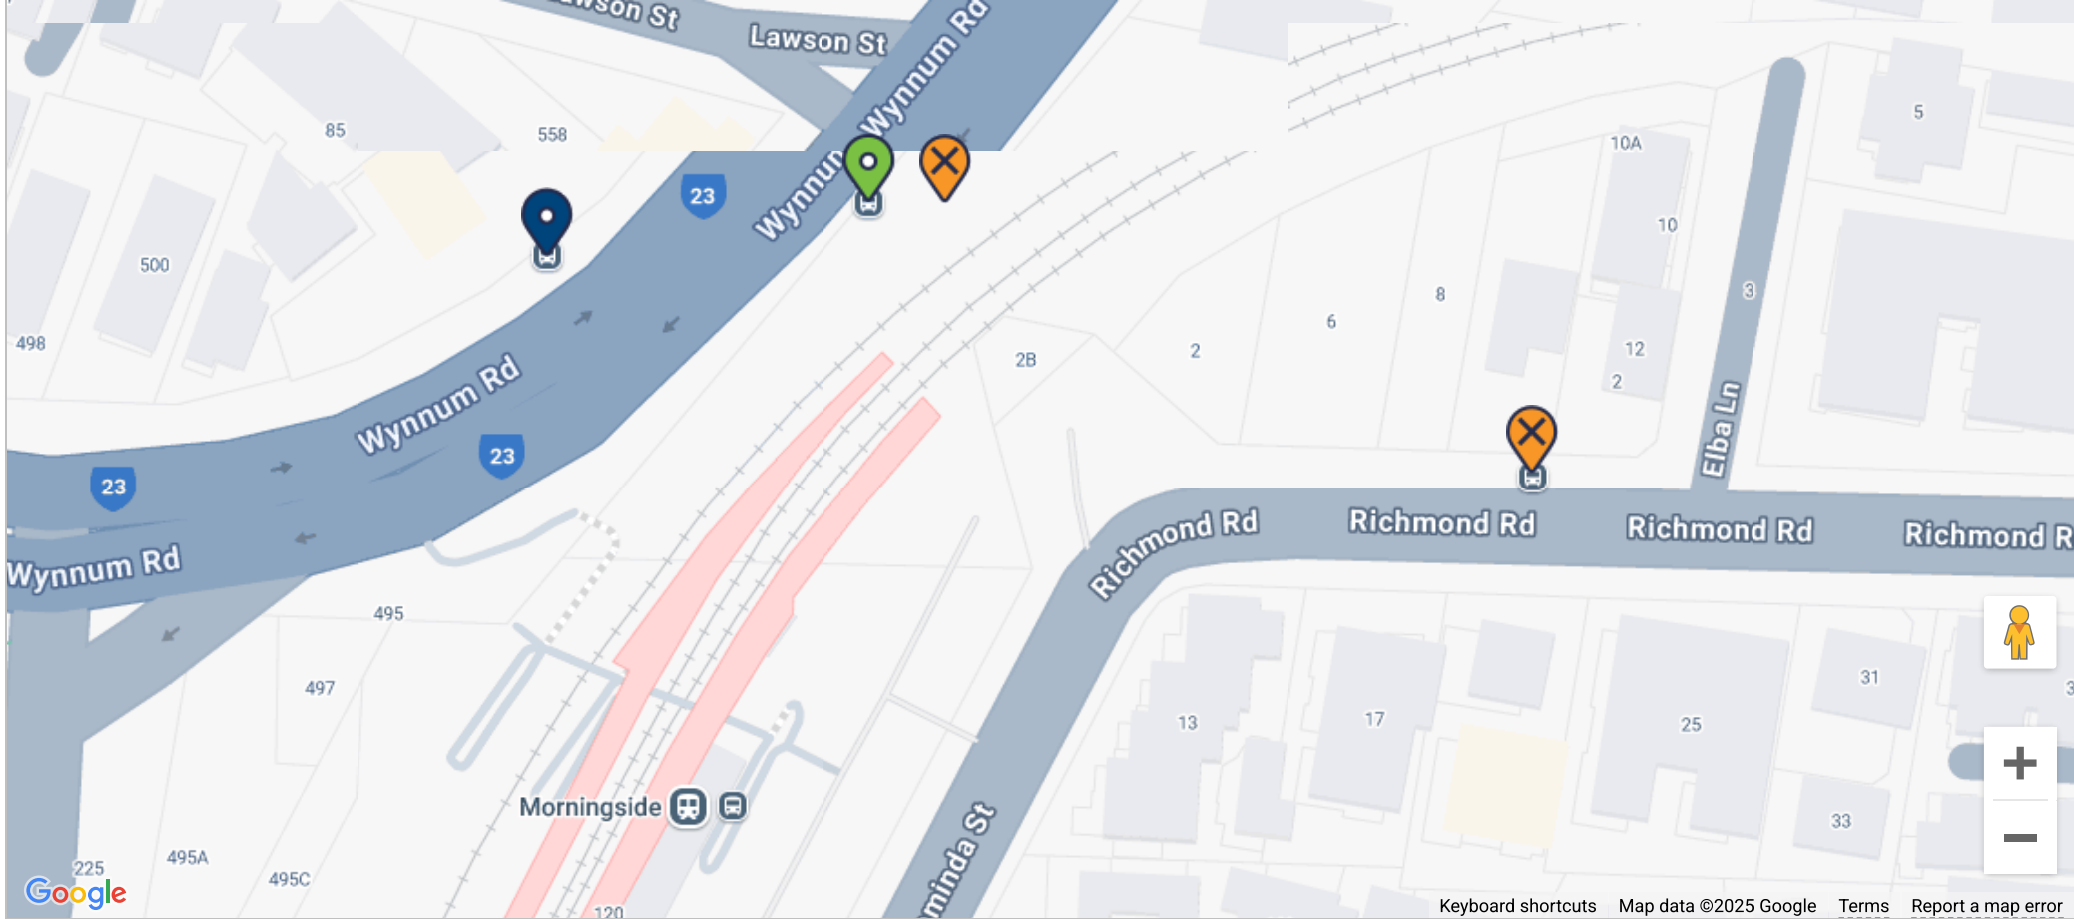 Lawson St
Wynnum Rd
85
558
5
10A
23
Wynnum
10
500
3
8
6
498
2
12
2B
2
Wynnum Rd
Elba Ln
23
23
Richmond Rd
Richmond Rd
Richmond Rd
Richmond R
Wynnum Rd
495
497
31
13
17
25
Morningside
33
495A
225
495C
120
minda St
Google
Keyboard shortcuts
Map data ©2025 Google
Terms
Report a map error